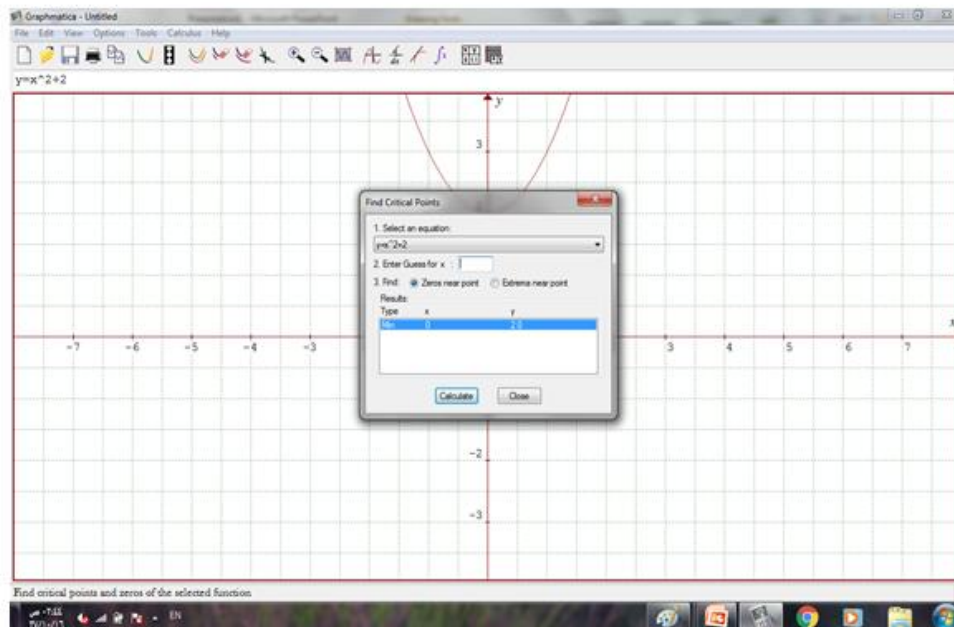 Graphmatica - Untitled
File Edit View Options Tools Calculus Help
y=x^2+2
y
3
Find Critical Points
1. Select an equation:
y=x^2+2
2. Enter Guess for x :
3. Find: Zeros near point Extrema near point
Results:
Type x y
Min 0 2.0
-7 -6 -5 -4 -3 3 4 5 6 7 x
Calculate Close
-2
-3
Find critical points and zeros of the selected function
EN